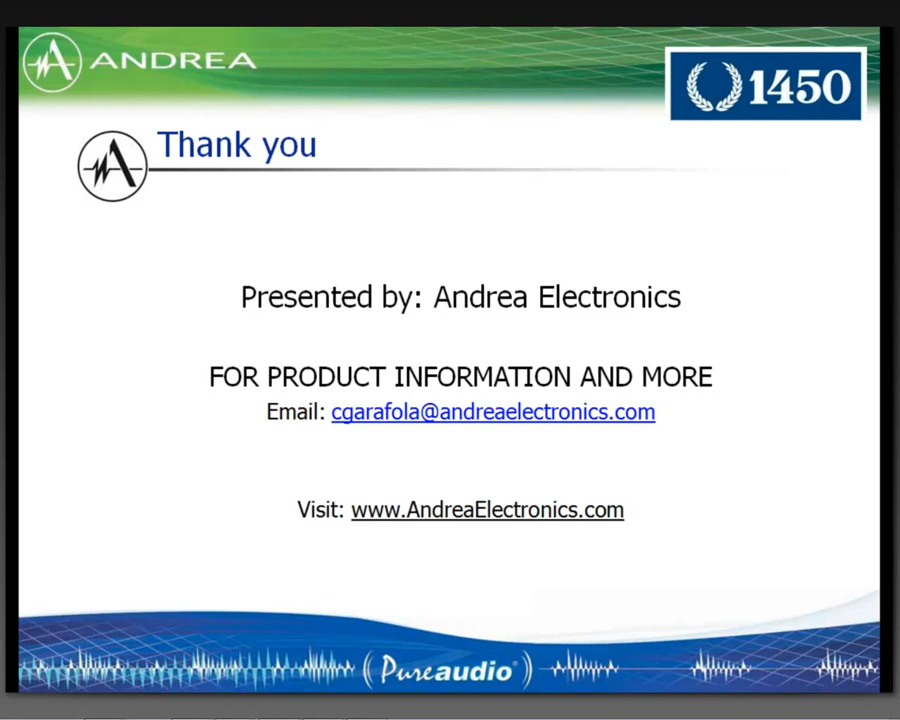 ANDREA
1450
Thank you
Presented by: Andrea Electronics
FOR PRODUCT INFORMATION AND MORE
Email: cgarafola@andreaelectronics.com
Visit: www.AndreaElectronics.com
(Pureaudio®)